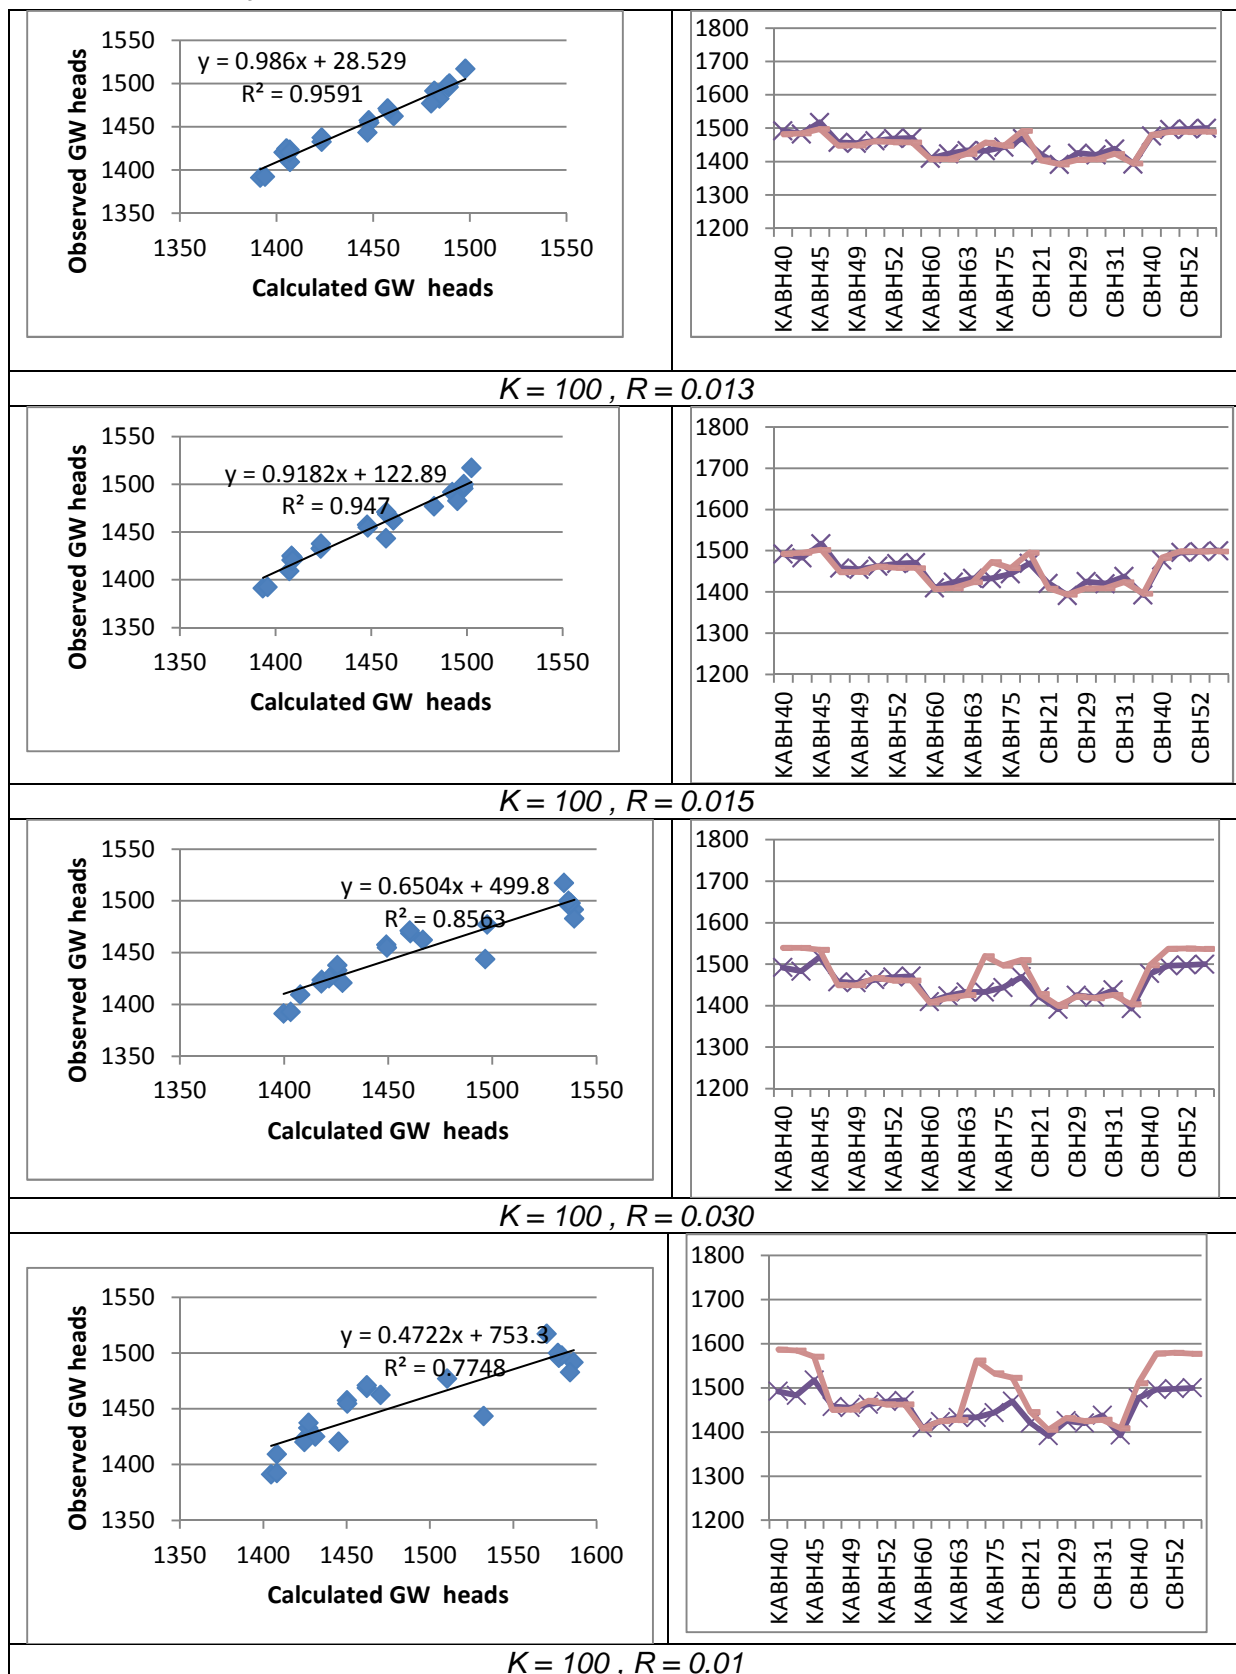 1550
1500
1450
1400
1350
y = 0.986x + 28.529
R² = 0.9591
Observed GW heads
1350 1400 1450 1500 1550
Calculated GW heads
1800
1700
1600
1500
1400
1300
1200
KABH40 KABH45 KABH49 KABH52 KABH60 KABH63 KABH75 CBH21 CBH29 CBH31 CBH40 CBH52
K = 100 , R = 0.013
1550
1500
1450
1400
1350
y = 0.9182x + 122.89
R² = 0.947
Observed GW heads
1350 1400 1450 1500 1550
Calculated GW heads
1800
1700
1600
1500
1400
1300
1200
KABH40 KABH45 KABH49 KABH52 KABH60 KABH63 KABH75 CBH21 CBH29 CBH31 CBH40 CBH52
K = 100 , R = 0.015
1550
1500
1450
1400
1350
y = 0.6504x + 499.8
R² = 0.8563
Observed GW heads
1350 1400 1450 1500 1550
Calculated GW heads
1800
1700
1600
1500
1400
1300
1200
KABH40 KABH45 KABH49 KABH52 KABH60 KABH63 KABH75 CBH21 CBH29 CBH31 CBH40 CBH52
K = 100 , R = 0.030
1550
1500
1450
1400
1350
y = 0.4722x + 753.3
R² = 0.7748
Observed GW heads
1350 1400 1450 1500 1550 1600
Calculated GW heads
1800
1700
1600
1500
1400
1300
1200
KABH40 KABH45 KABH49 KABH52 KABH60 KABH63 KABH75 CBH21 CBH29 CBH31 CBH40 CBH52
K = 100 , R = 0.01